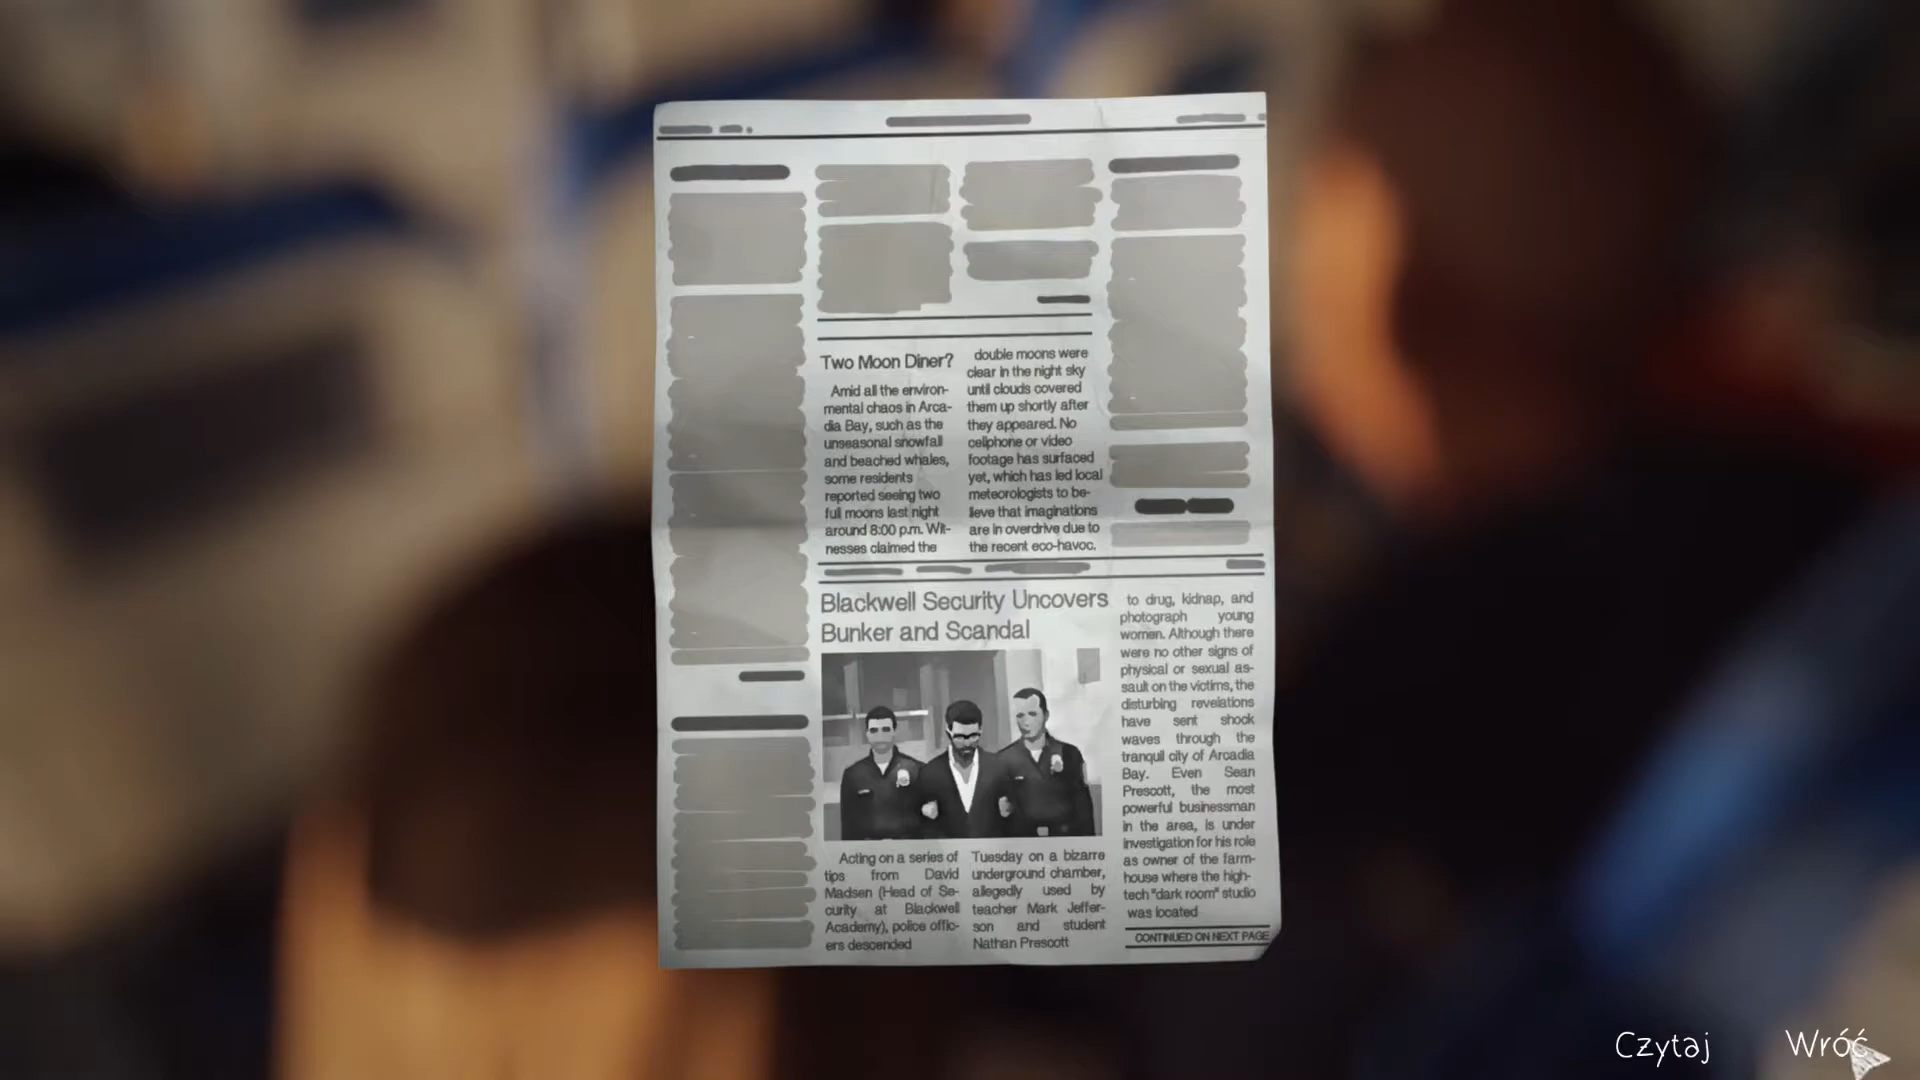 Two Moon Diner?
Amid all the environ-
mental chaos in Arca-
dia Bay, such as the
unseasonal snowfall
and beached whales,
some residents
reported seeing two
full moons last night
around 8:00 p.m. Wit-
nesses claimed the
double moons were
clear in the night sky
until clouds covered
them up shortly after
they appeared. No
cellphone or video
footage has surfaced
yet, which has led local
meteorologists to be-
lieve that imaginations
are in overdrive due to
the recent eco-havoc.
Blackwell Security Uncovers
Bunker and Scandal
Acting on a series of
tips from David
Madsen (Head of Se-
curity at Blackwell
Academy), police offic-
ers descended
Tuesday on a bizarre
underground chamber,
allegedly used by
teacher Mark Jeffer-
son and student
Nathan Prescott
to drug, kidnap, and
photograph young
women. Although there
were no other signs of
physical or sexual as-
sault on the victims, the
disturbing revelations
have sent shock
waves through the
tranquil city of Arcadia
Bay. Even Sean
Prescott, the most
powerful businessman
in the area, is under
investigation for his role
as owner of the farm-
house where the high-
tech "dark room" studio
was located
CONTINUED ON NEXT PAGE
Czytaj
Wróć